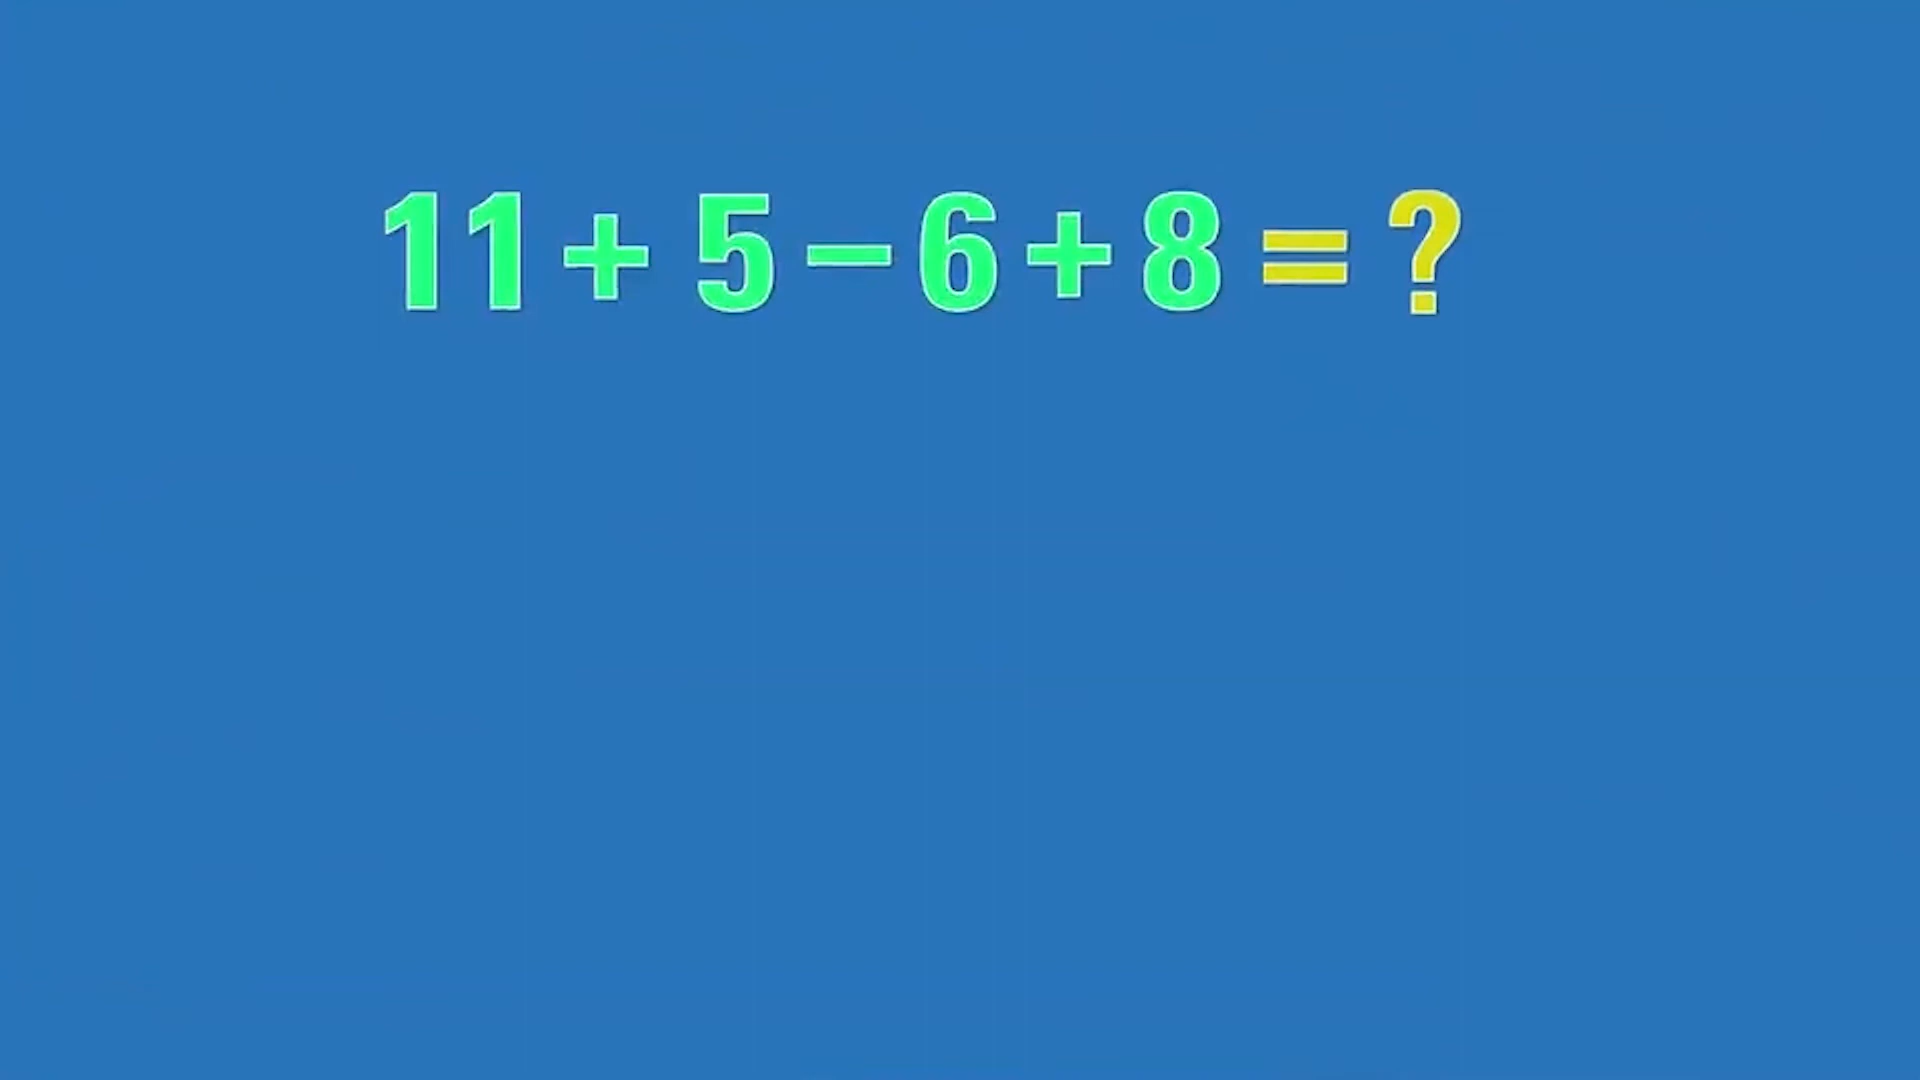 11 + 5 − 6 + 8 = ?